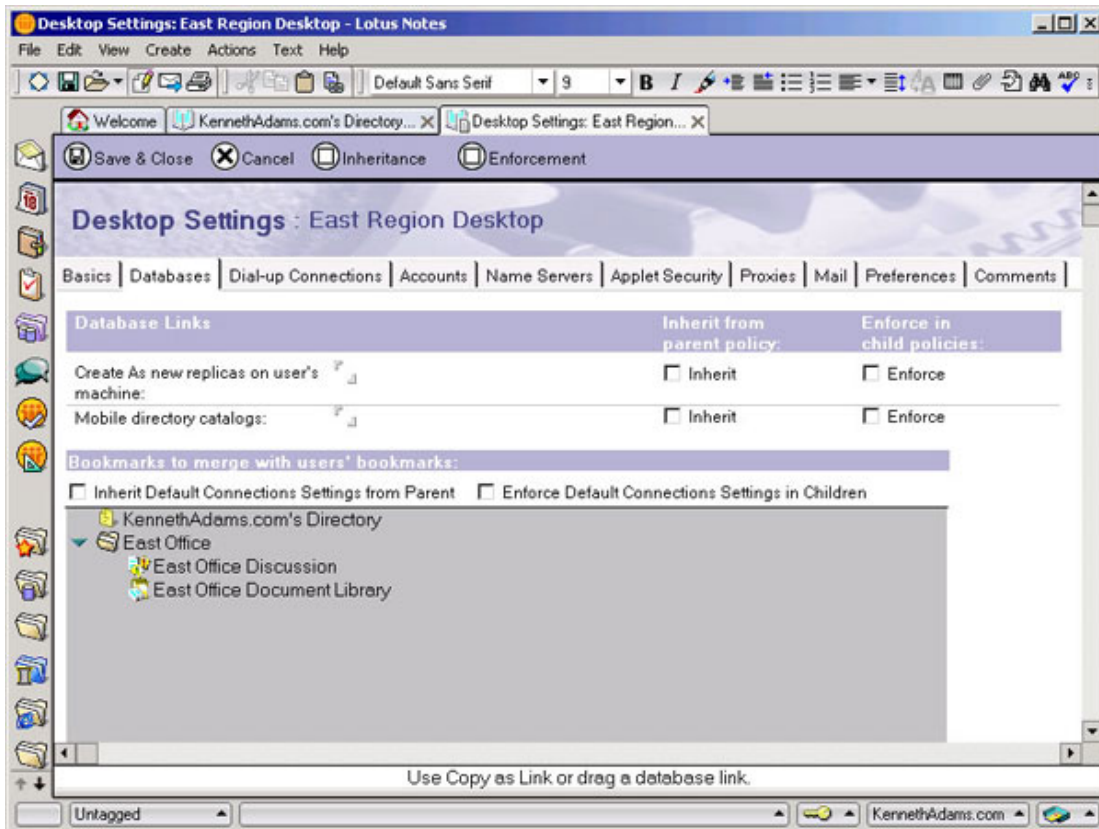 Desktop Settings: East Region Desktop - Lotus Notes
File Edit View Create Actions Text Help
Default Sans Serif 9 B I ABC
Welcome KennethAdams.com's Directory... Desktop Settings: East Region...
Save & Close Cancel Inheritance Enforcement
18
Desktop Settings : East Region Desktop
Basics Databases Dial-up Connections Accounts Name Servers Applet Security Proxies Mail Preferences Comments
Database Links Inherit from Enforce in
parent policy: child policies:
Create As new replicas on user's Inherit Enforce
machine:
Mobile directory catalogs: Inherit Enforce
Bookmarks to merge with users' bookmarks:
Inherit Default Connections Settings from Parent Enforce Default Connections Settings in Children
KennethAdams.com's Directory
East Office
East Office Discussion
East Office Document Library
Use Copy as Link or drag a database link.
Untagged KennethAdams.com